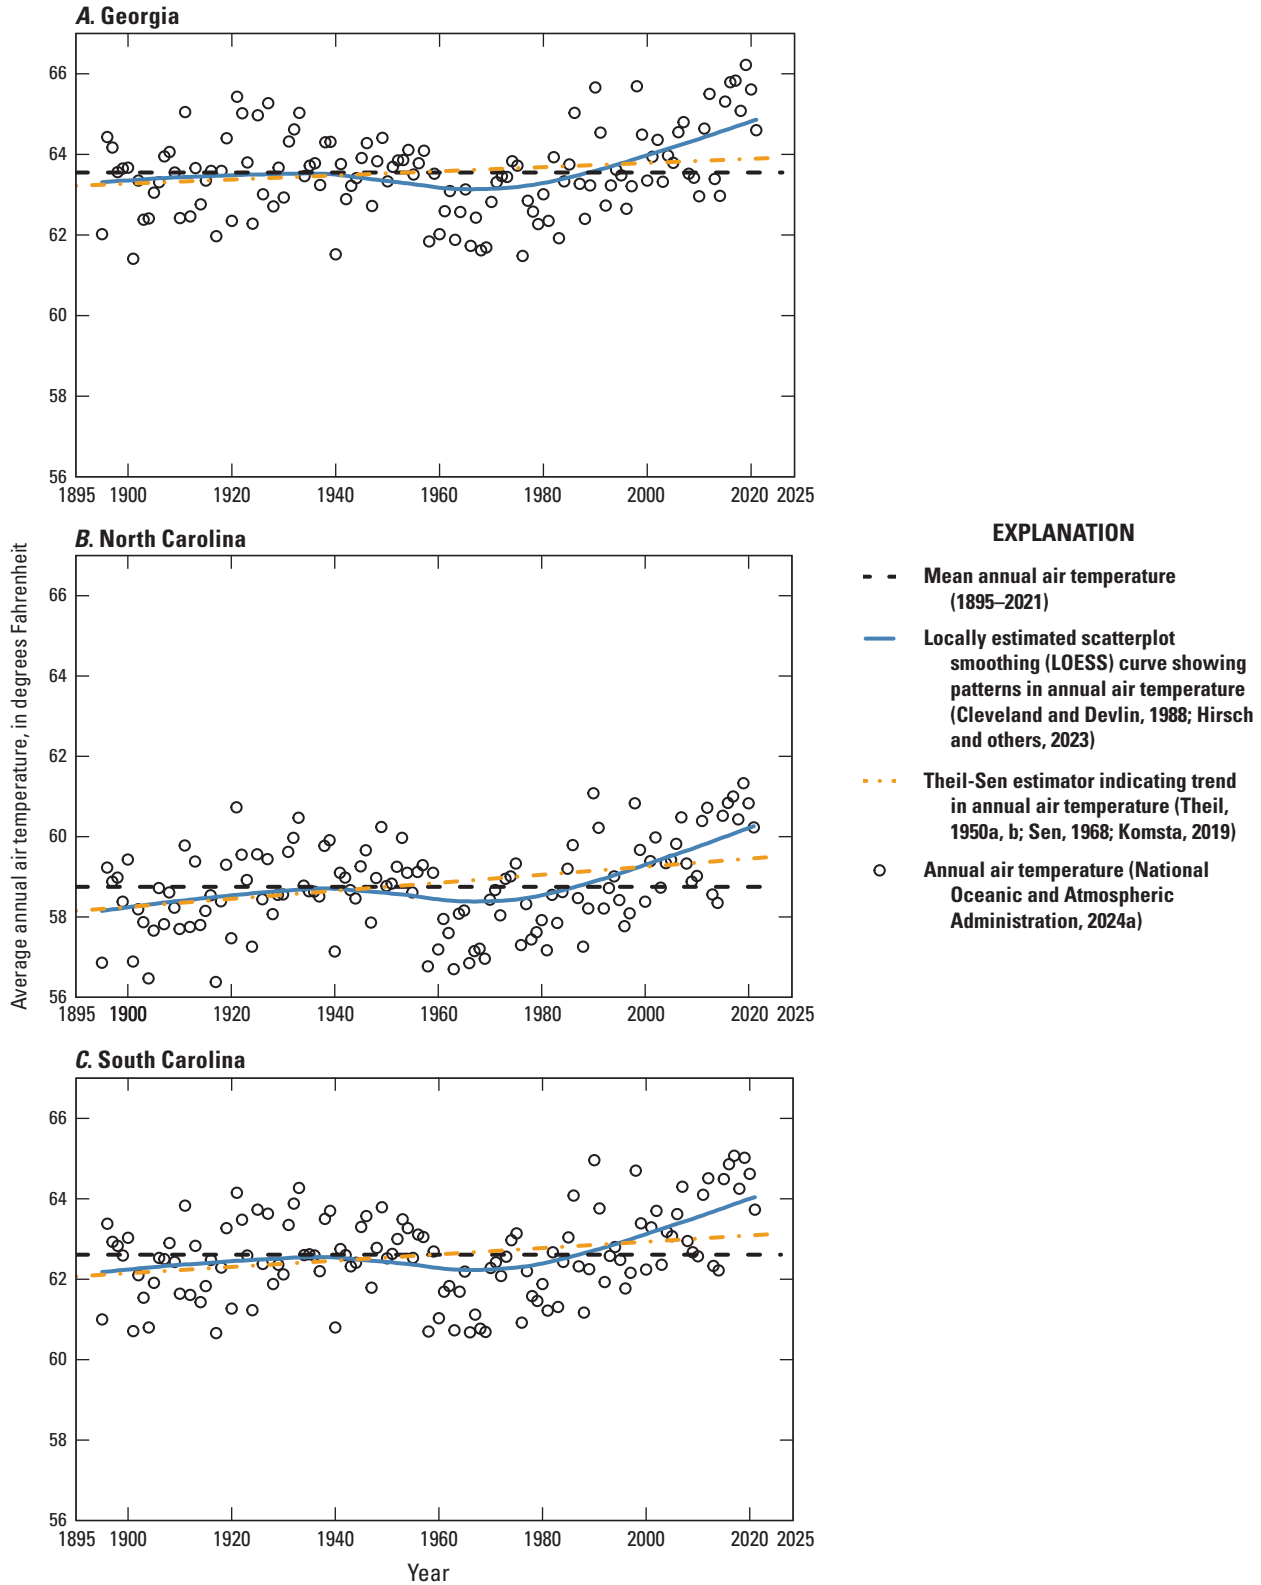 A. Georgia
66
64
62
60
58
56
1895 1900 1920 1940 1960 1980 2000 2020 2025
B. North Carolina
66
64
62
60
58
56
1895 1900 1920 1940 1960 1980 2000 2020 2025
Average annual air temperature, in degrees Fahrenheit
C. South Carolina
66
64
62
60
58
56
1895 1900 1920 1940 1960 1980 2000 2020 2025
Year
EXPLANATION
Mean annual air temperature
(1895–2021)
Locally estimated scatterplot
smoothing (LOESS) curve showing
patterns in annual air temperature
(Cleveland and Devlin, 1988; Hirsch
and others, 2023)
Theil-Sen estimator indicating trend
in annual air temperature (Theil,
1950a, b; Sen, 1968; Komsta, 2019)
Annual air temperature (National
Oceanic and Atmospheric
Administration, 2024a)